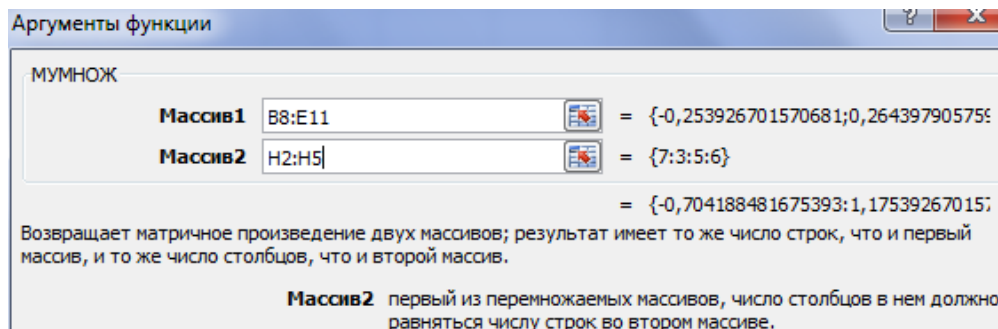 Аргументы функции
?
X
МУМНОЖ
Массив1 B8:E11 = {-0,253926701570681;0,264397905759
Массив2 H2:H5 = {7:3:5:6}
= {-0,704188481675393:1,175392670157
Возвращает матричное произведение двух массивов; результат имеет то же число строк, что и первый
массив, и то же число столбцов, что и второй массив.
Массив2 первый из перемножаемых массивов, число столбцов в нем должно
равняться числу строк во втором массиве.